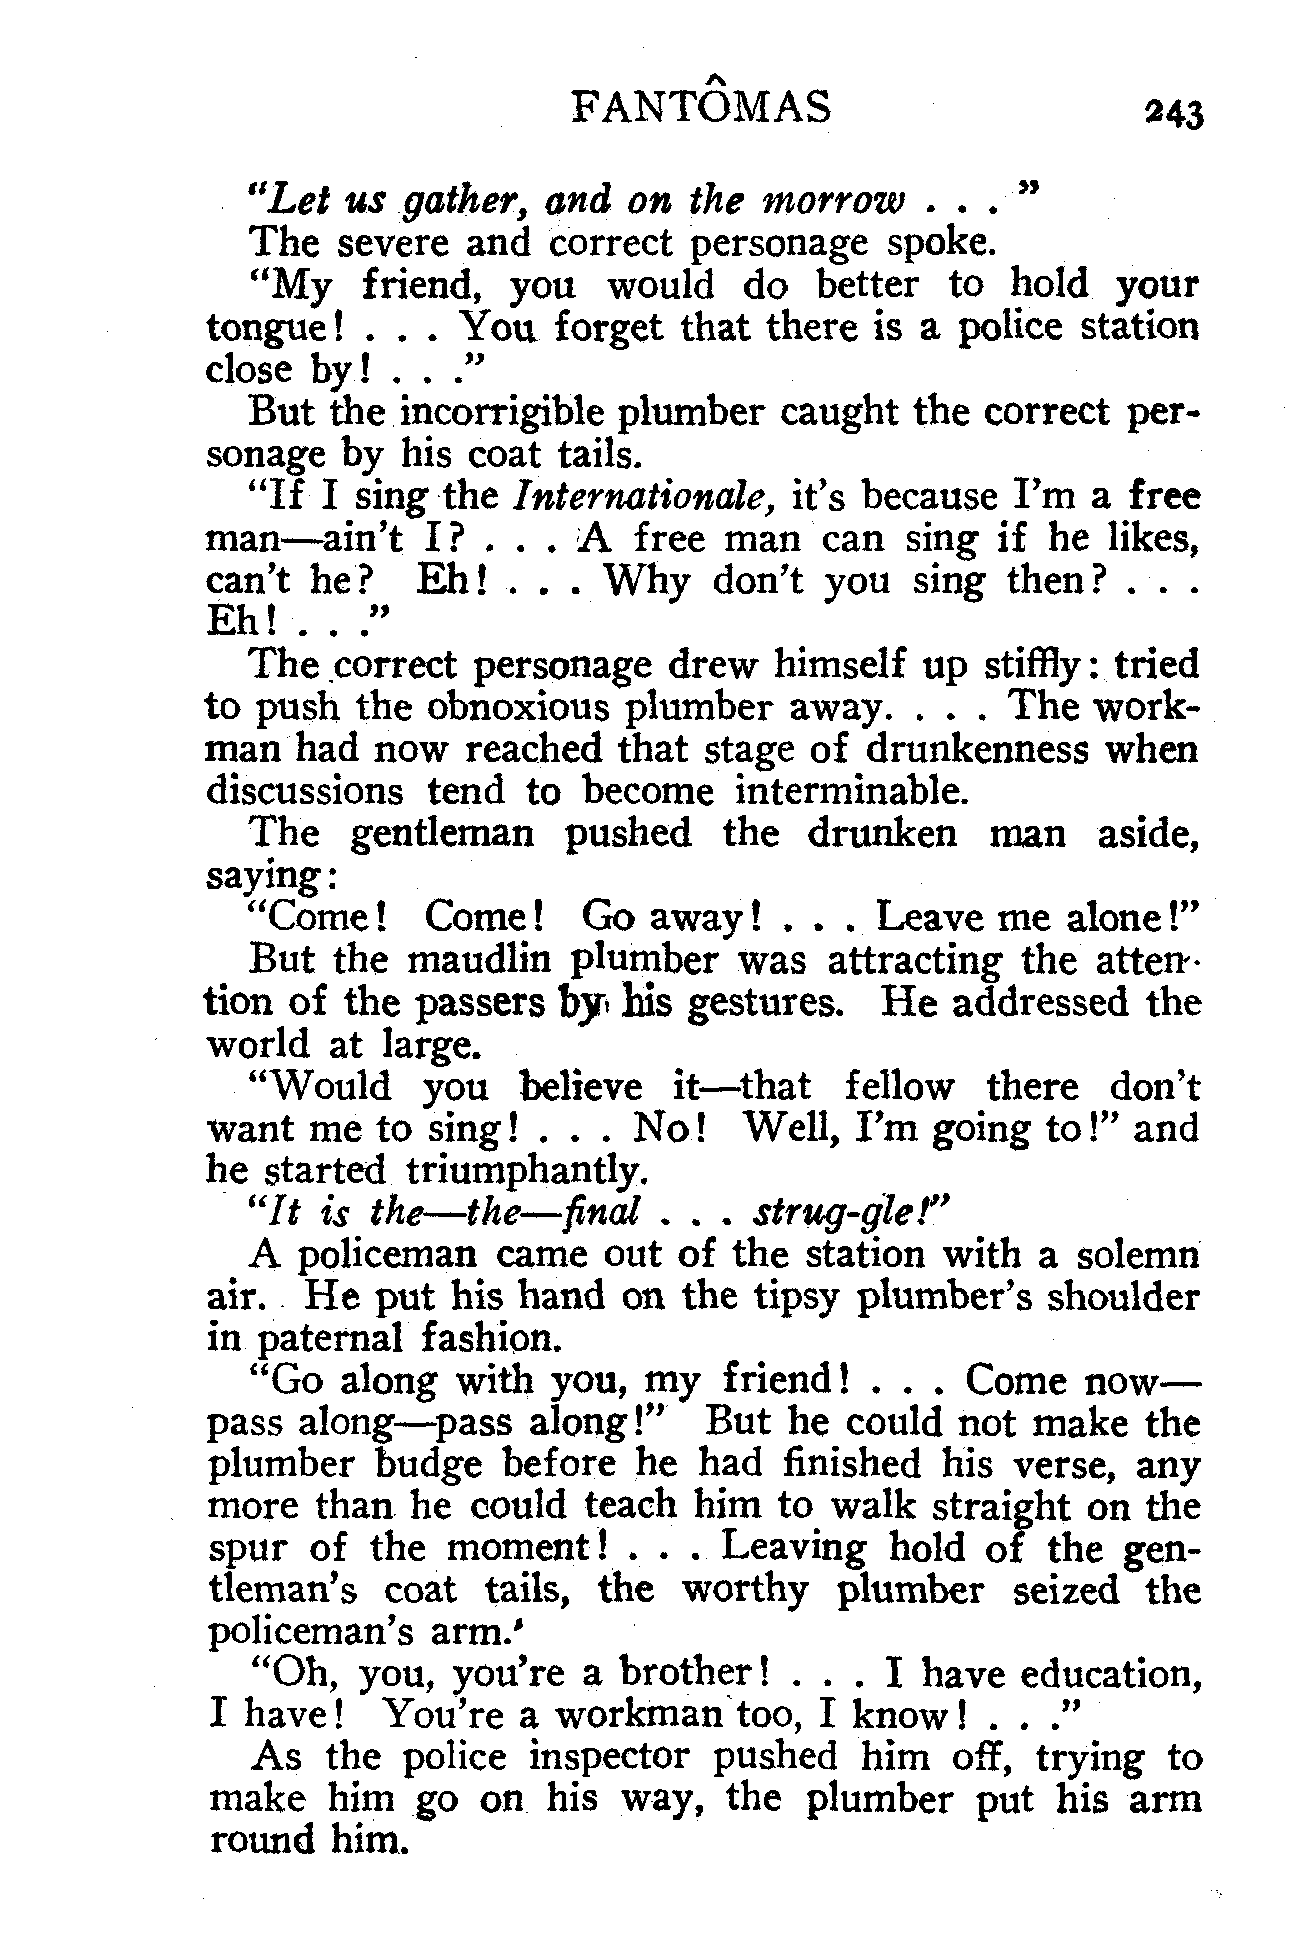 FANTÔMAS 243
"Let us gather, and on the morrow . . . "
The severe and correct personage spoke.
"My friend, you would do better to hold your
tongue! . . . You forget that there is a police station
close by! . . ."
But the incorrigible plumber caught the correct per-
sonage by his coat tails.
"If I sing the Internationale, it's because I'm a free
man—ain't I? . . . A free man can sing if he likes,
can't he? Eh! . . . Why don't you sing then? . . .
Eh! . . ."
The correct personage drew himself up stiffly: tried
to push the obnoxious plumber away. . . . The work-
man had now reached that stage of drunkenness when
discussions tend to become interminable.
The gentleman pushed the drunken man aside,
saying:
"Come! Come! Go away! . . . Leave me alone!"
But the maudlin plumber was attracting the atten-
tion of the passers by, his gestures. He addressed the
world at large.
"Would you believe it—that fellow there don't
want me to sing! . . . No! Well, I'm going to!" and
he started triumphantly.
"It is the—the—final . . . strug-gle!"
A policeman came out of the station with a solemn
air. He put his hand on the tipsy plumber's shoulder
in paternal fashion.
"Go along with you, my friend! . . . Come now—
pass along—pass along!" But he could not make the
plumber budge before he had finished his verse, any
more than he could teach him to walk straight on the
spur of the moment! . . . Leaving hold of the gen-
tleman's coat tails, the worthy plumber seized the
policeman's arm.'
"Oh, you, you're a brother! . . . I have education,
I have! You're a workman too, I know! . . ."
As the police inspector pushed him off, trying to
make him go on his way, the plumber put his arm
round him.